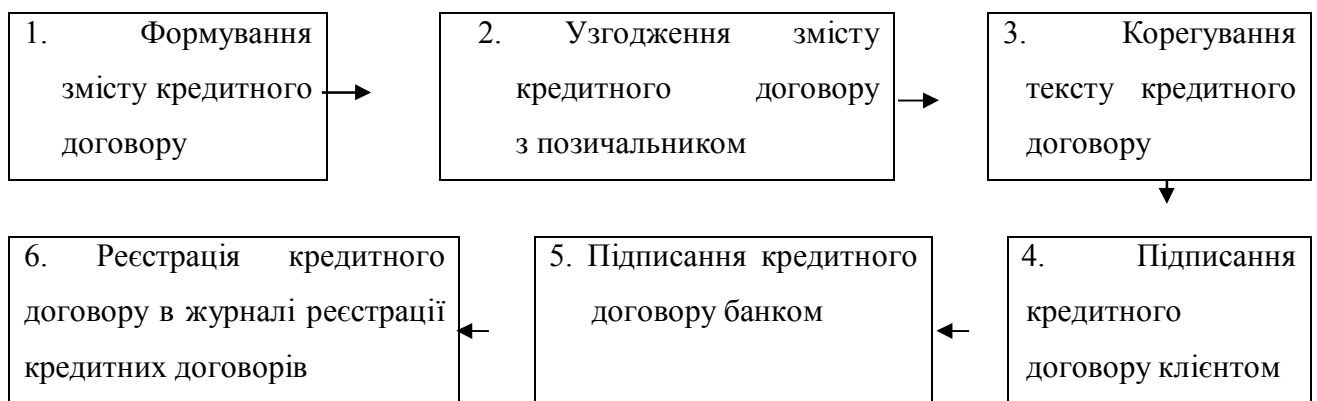 1. Формування
змісту кредитного
договору
2. Узгодження змісту
кредитного договору
з позичальником
3. Корегування
тексту кредитного
договору
4. Підписання
кредитного
договору клієнтом
5. Підписання кредитного
договору банком
6. Реєстрація кредитного
договору в журналі реєстрації
кредитних договорів